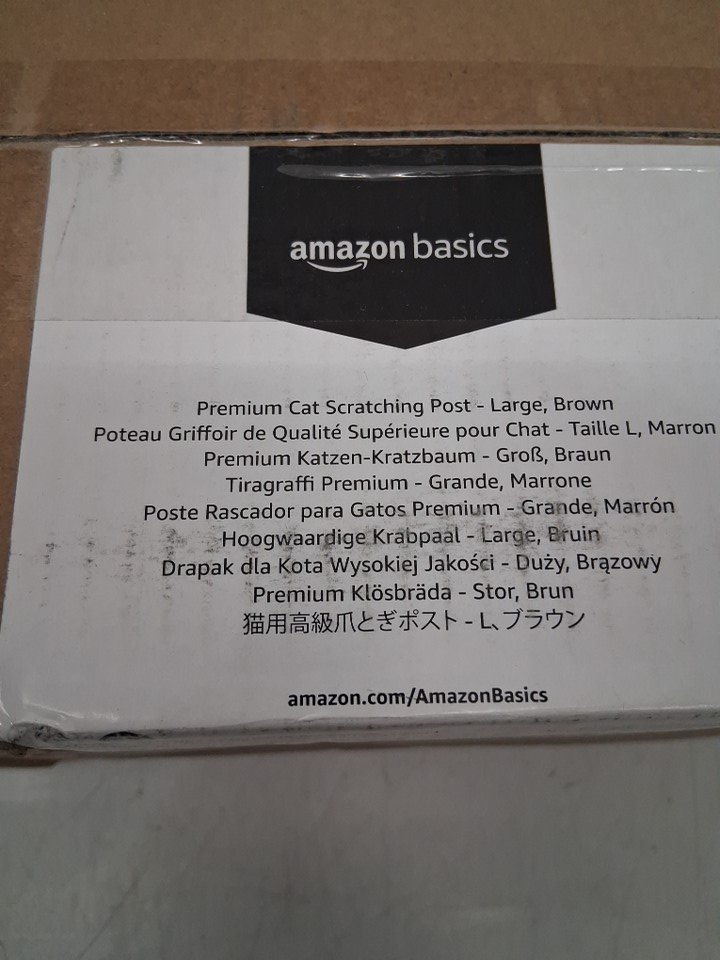 amazon basics
Premium Cat Scratching Post - Large, Brown
Poteau Griffoir de Qualité Supérieure pour Chat - Taille L, Marron
Premium Katzen-Kratzbaum - Groß, Braun
Tiragraffi Premium - Grande, Marrone
Poste Rascador para Gatos Premium - Grande, Marrón
Hoogwaardige Krabpaal - Large, Bruin
Drapak dla Kota Wysokiej Jakości - Duży, Brązowy
Premium Klösbräda - Stor, Brun
猫用高級爪とぎポスト - L、ブラウン
amazon.com/AmazonBasics